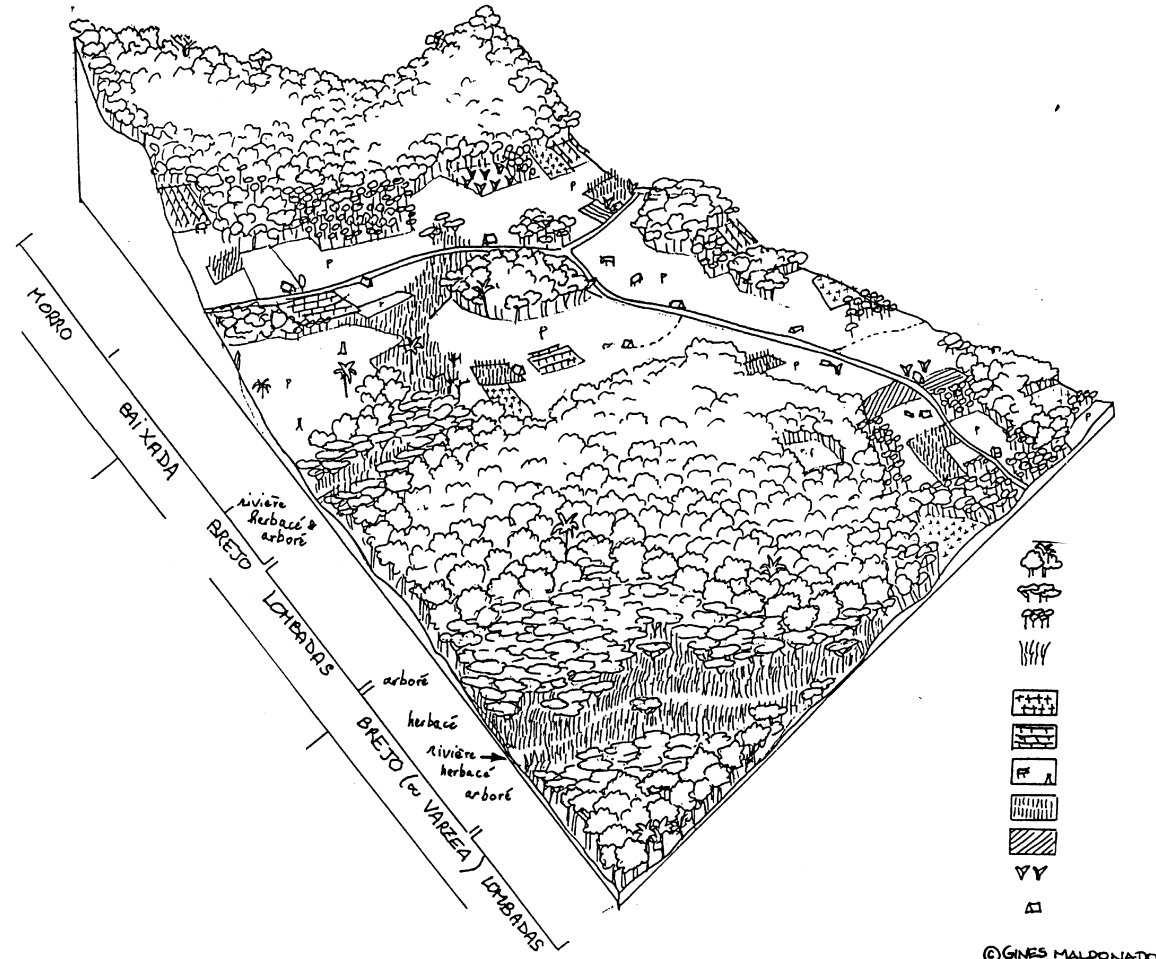 MORRO
BAIXADA
rivière
herbacé &
arboré
BREJO
LOMBADAS
arboré
herbacé
rivière
herbacé
arboré
BREJO (ou VARZEA)
LOMBADAS
P
P
P
P
P
P
P
P
©GINES MALDONADO